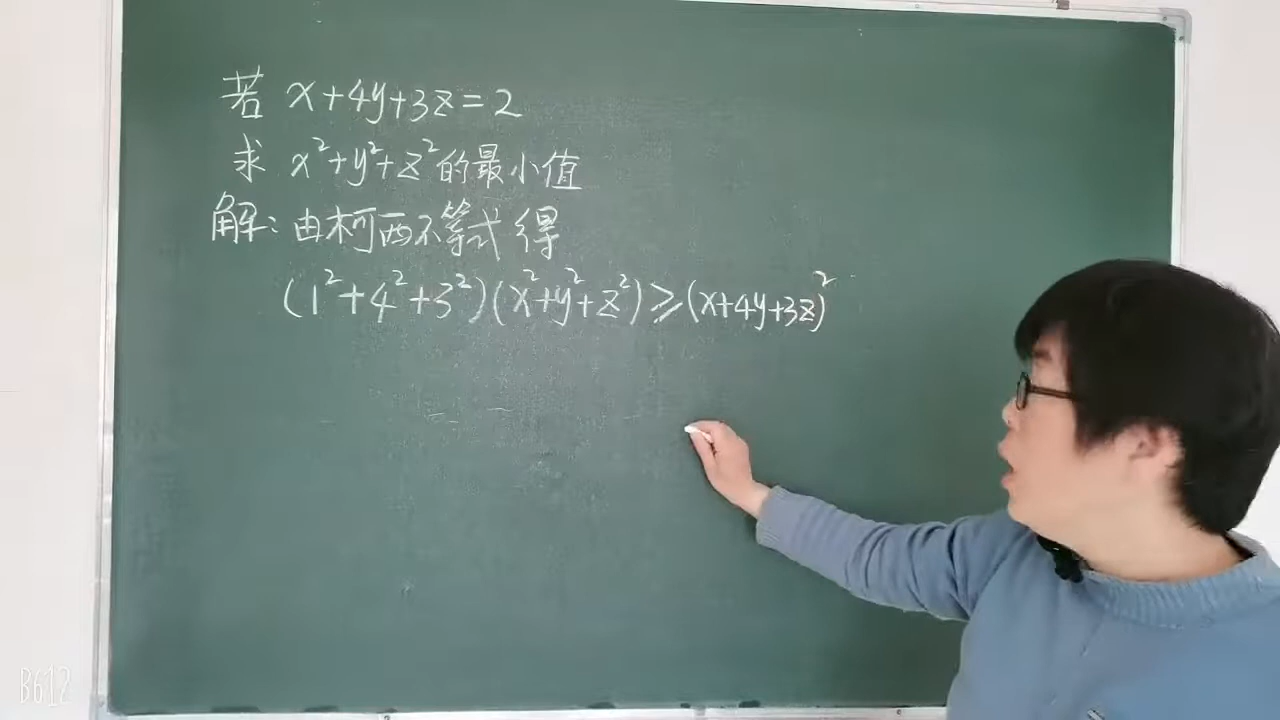 若 x+4y+3z=2
求 x²+y²+z²的最小值
解:由柯西不等式得
(1²+4²+3²)(x²+y²+z²)≥(x+4y+3z)²
B612